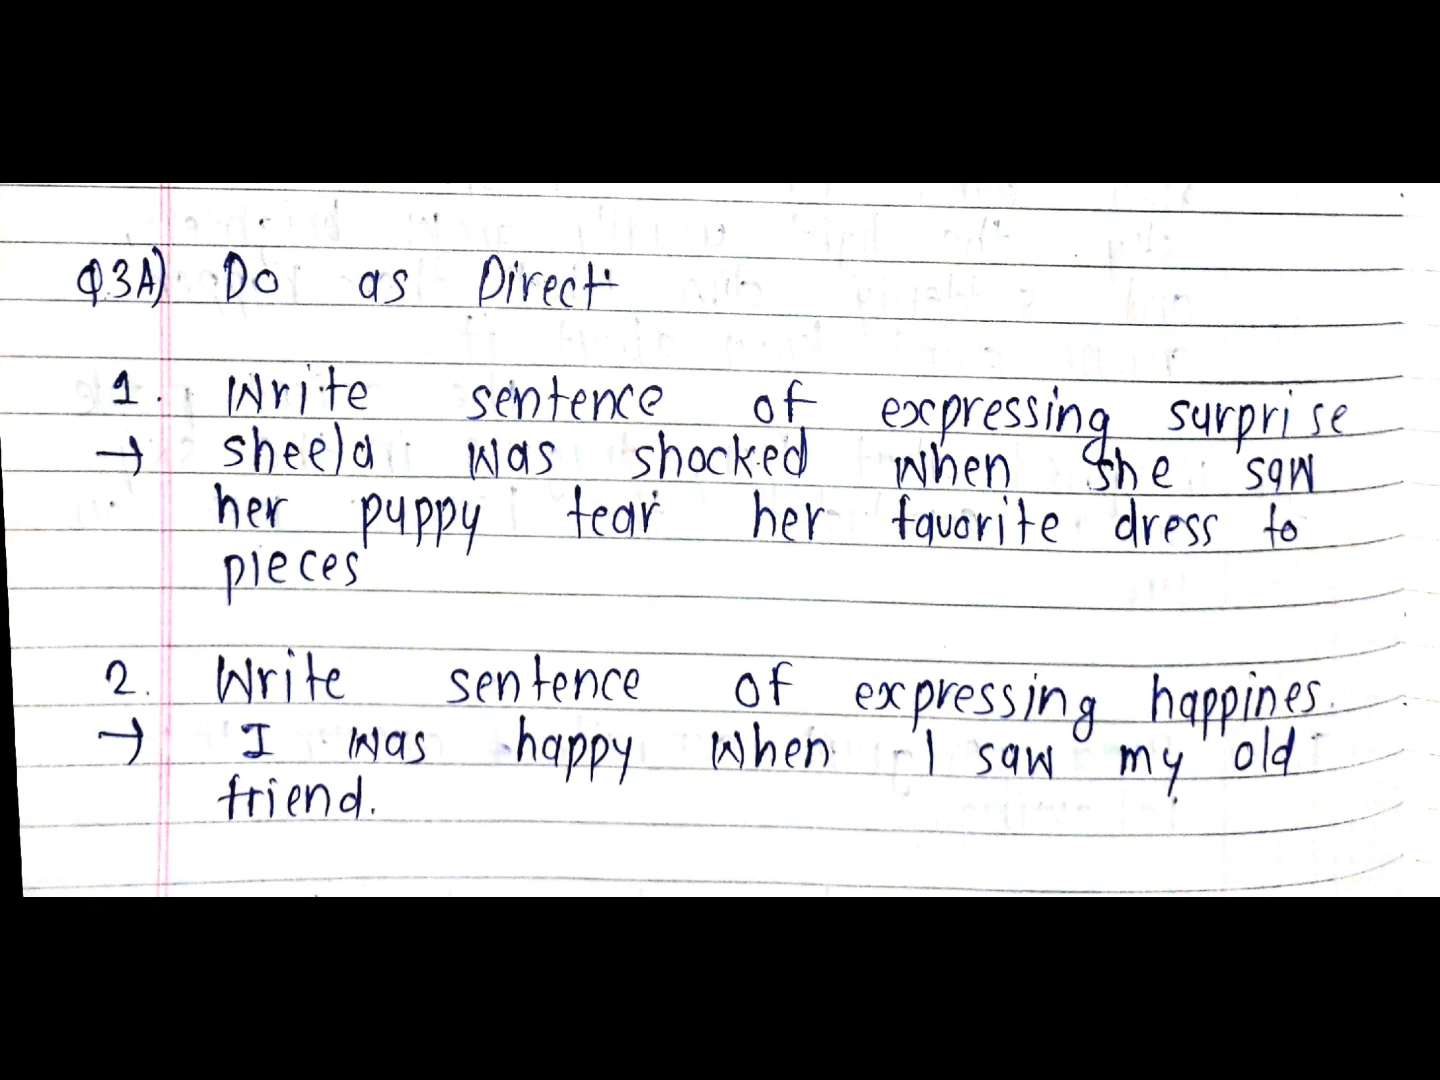 Q.3A) Do as Direct
1. Write sentence of expressing surprise
→ sheela was shocked when she saw
her puppy tear her favorite dress to
pieces
2. Write sentence of expressing happines.
→ I was happy when I saw my old
friend.